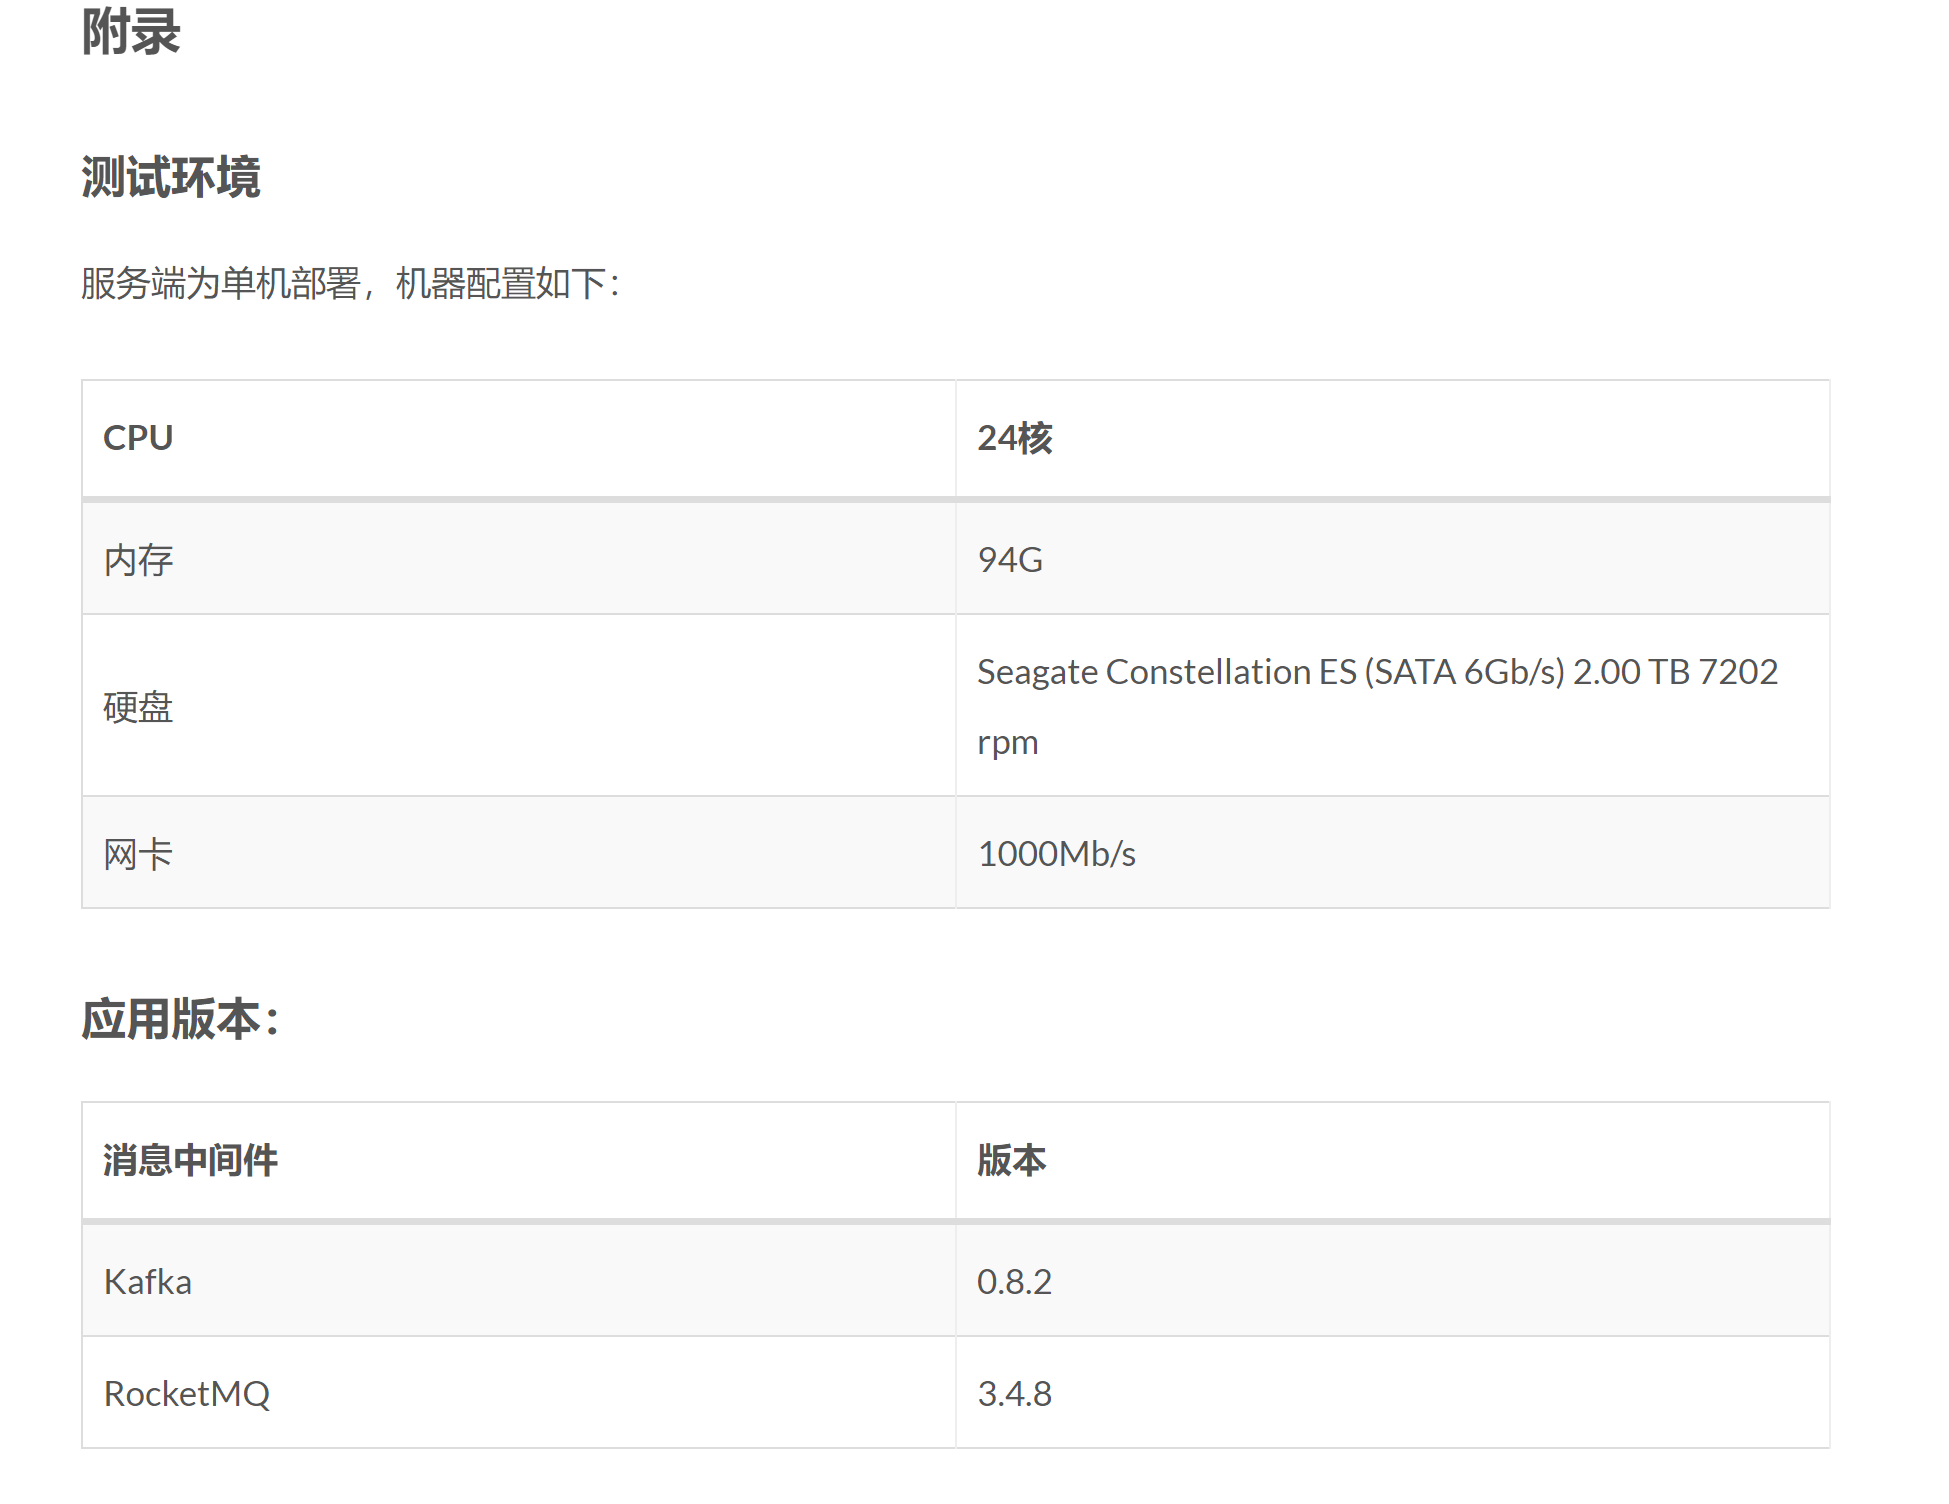 附录
测试环境
服务端为单机部署，机器配置如下：
CPU 24核
内存 94G
硬盘 Seagate Constellation ES (SATA 6Gb/s) 2.00 TB 7202
rpm
网卡 1000Mb/s
应用版本：
消息中间件 版本
Kafka 0.8.2
RocketMQ 3.4.8